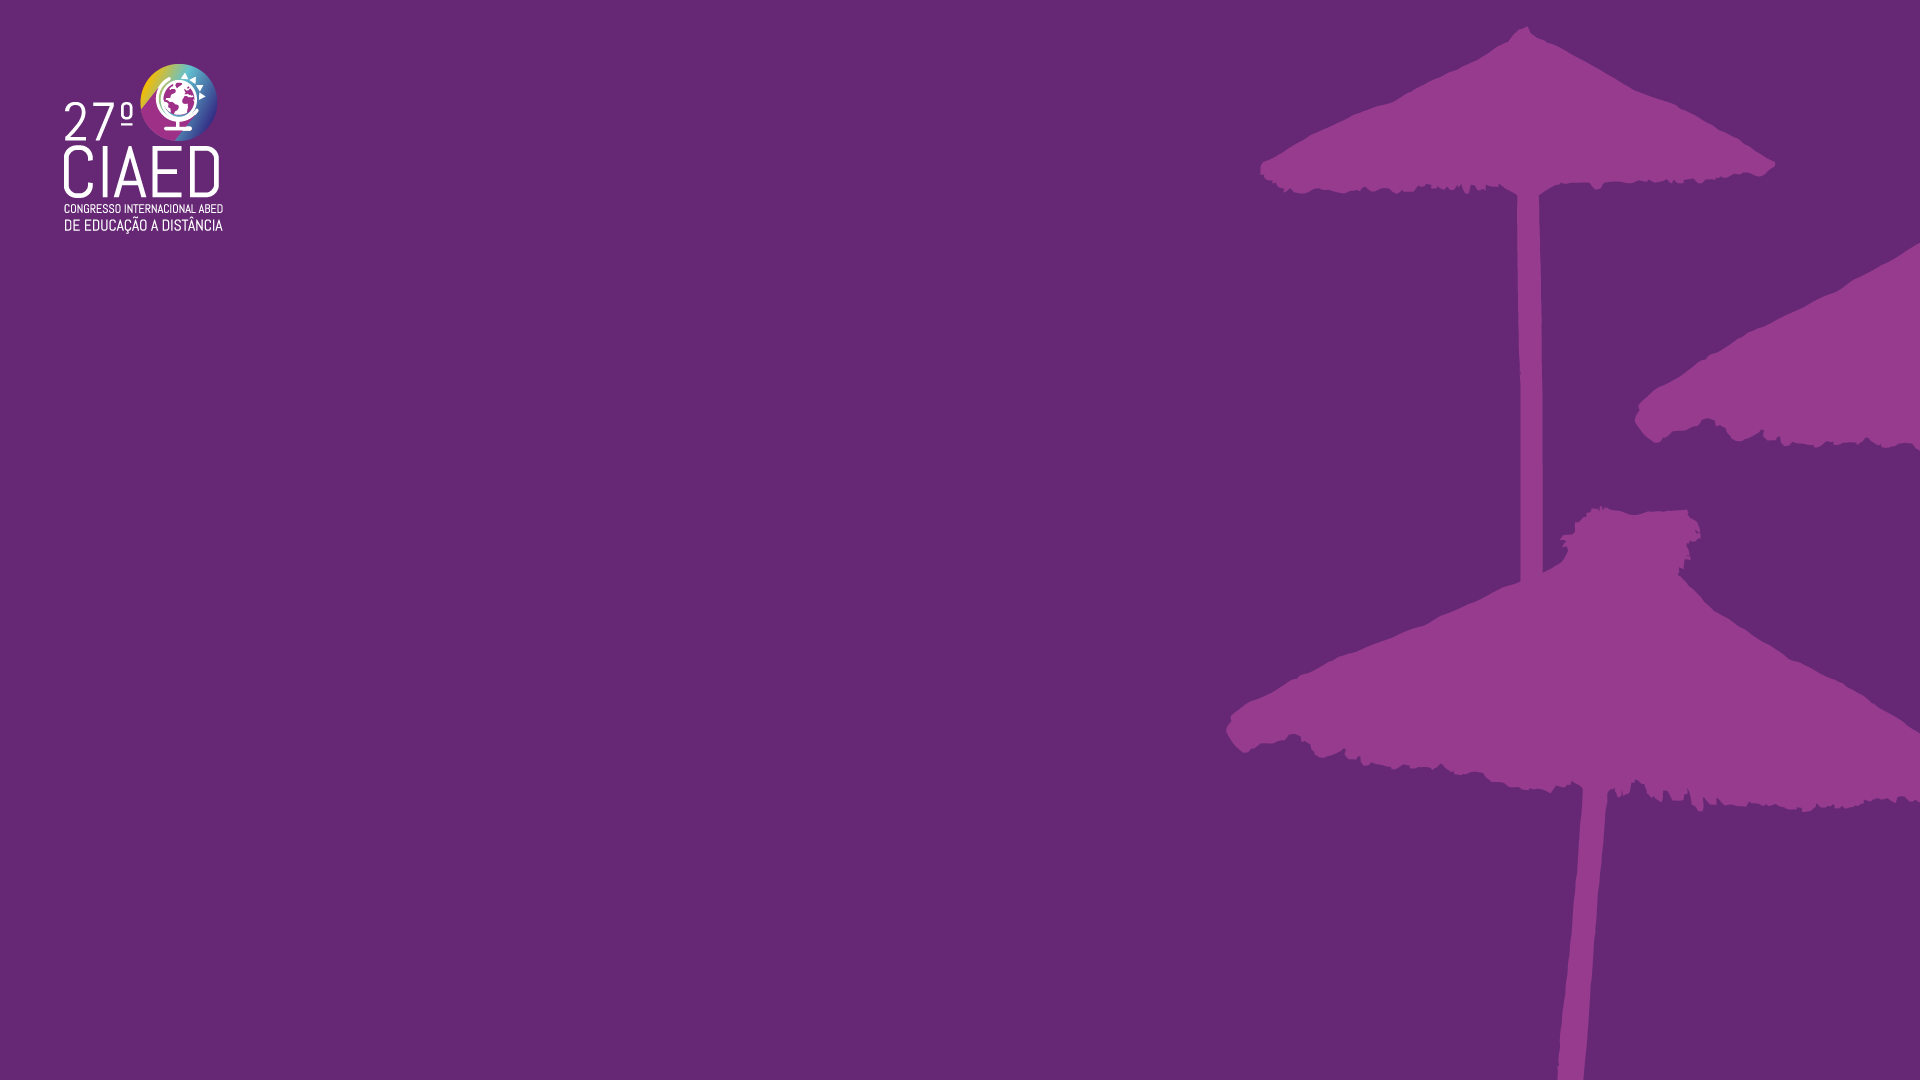 27º
CIAED
CONGRESSO INTERNACIONAL ABED
DE EDUCAÇÃO A DISTÂNCIA